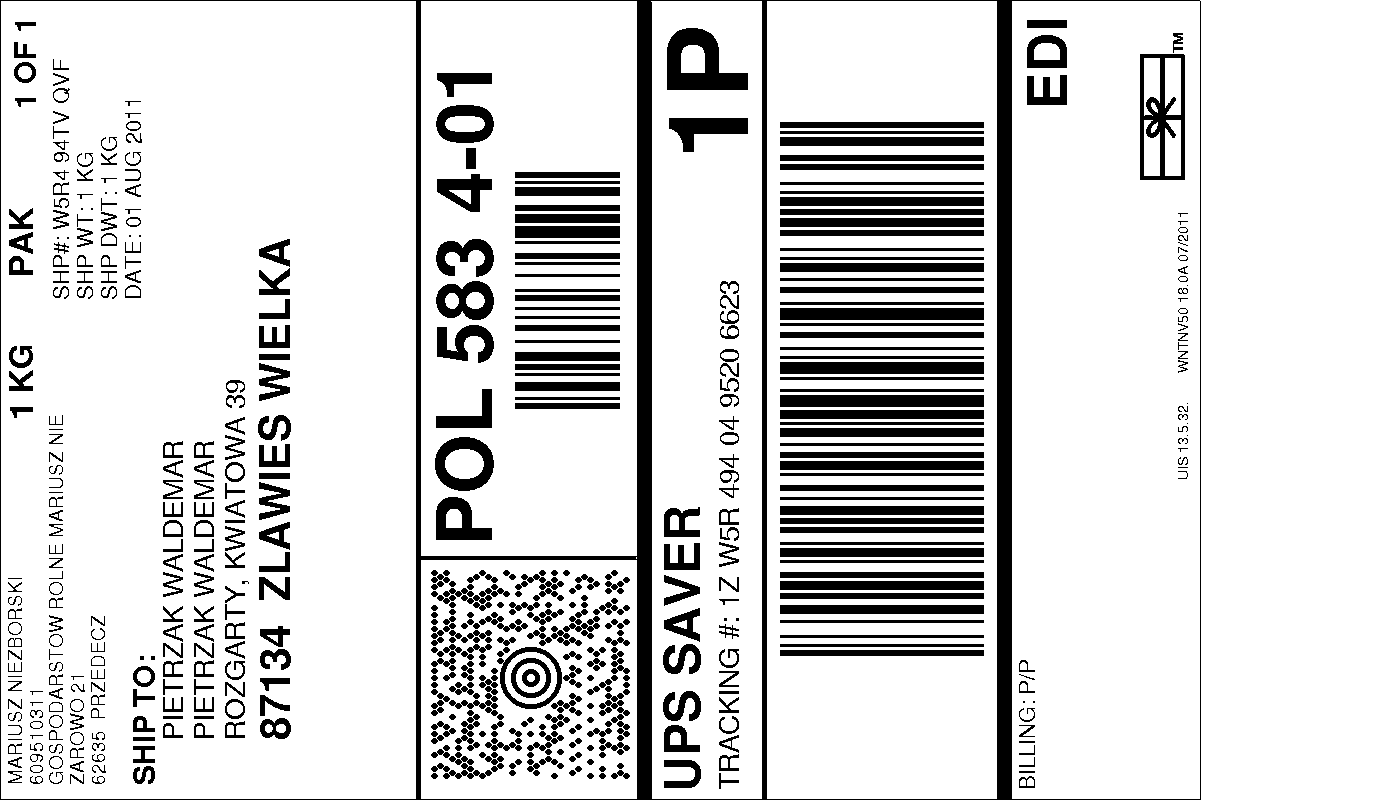 MARIUSZ NIEZBORSKI
609510311
GOSPODARSTOW ROLNE MARIUSZ NIE
ZAROWO 21
62635 PRZEDECZ
1 KG PAK 1 OF 1
SHP#: W5R4 94TV QVF
SHP WT: 1 KG
SHP DWT: 1 KG
DATE: 01 AUG 2011
SHIP TO:
PIETRZAK WALDEMAR
PIETRZAK WALDEMAR
ROZGARTY, KWIATOWA 39
87134 ZLAWIES WIELKA
POL 583 4-01
UPS SAVER
TRACKING #: 1Z W5R 494 04 9520 6623
1P
BILLING: P/P
EDI
TM
UIS 13.5.32. WNTNV50 18.0A 07/2011